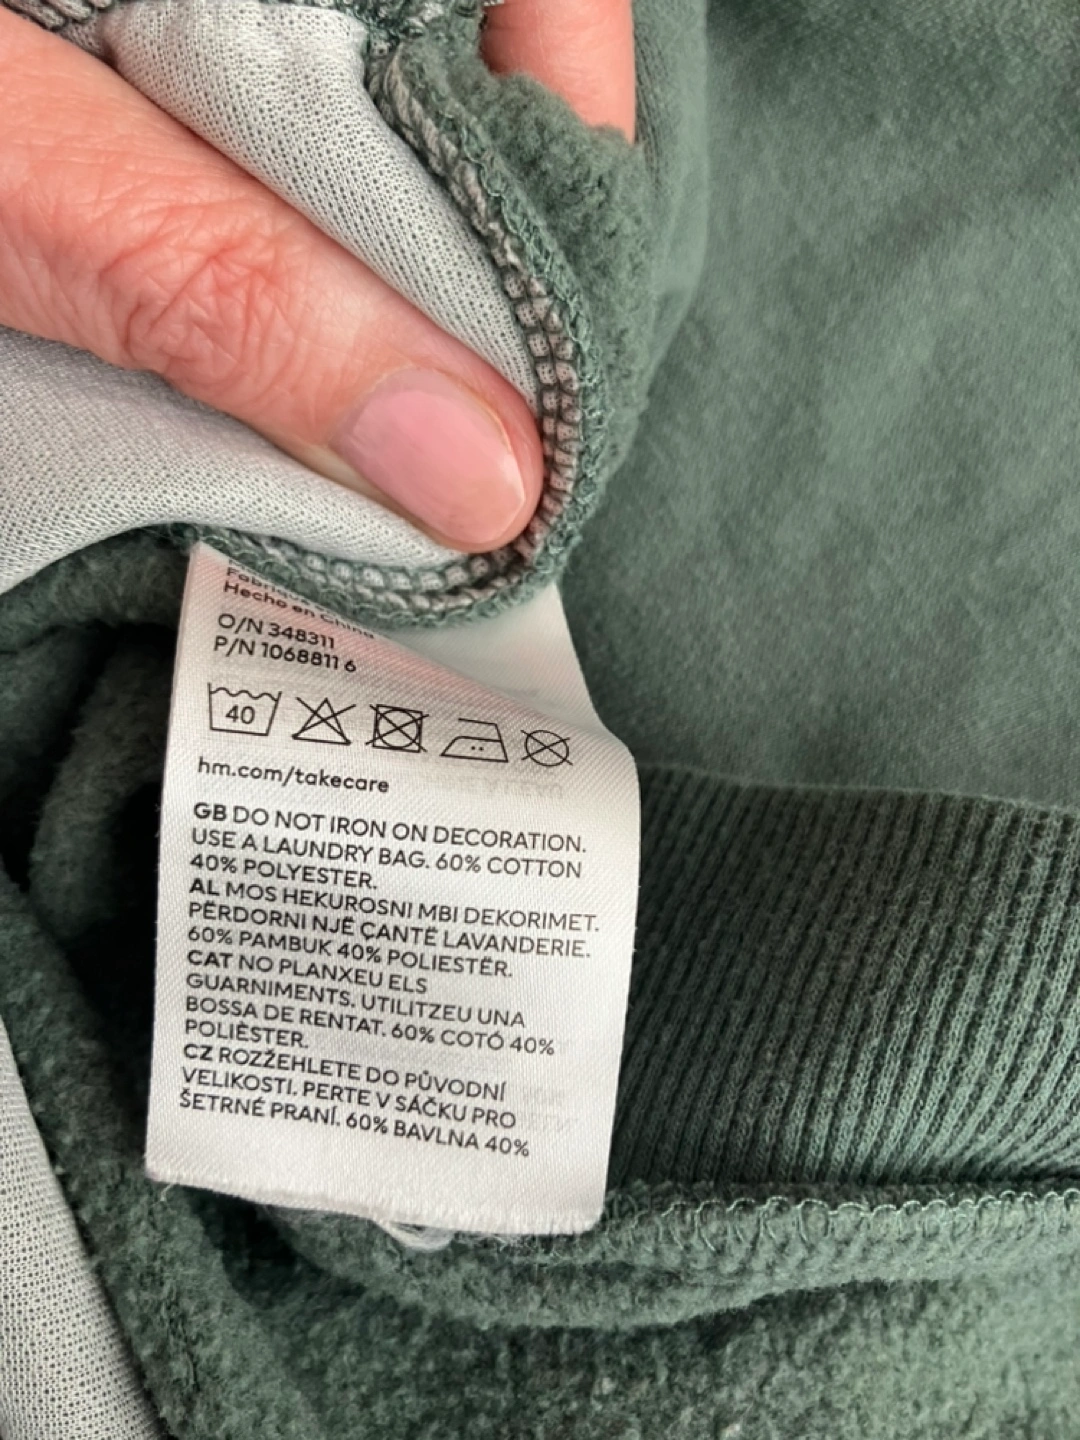 Hecho en China
O/N 348311
P/N 1068811 6
40
hm.com/takecare
GB DO NOT IRON ON DECORATION.
USE A LAUNDRY BAG. 60% COTTON
40% POLYESTER.
AL MOS HEKUROSNI MBI DEKORIMET.
PËRDORNI NJË ÇANTË LAVANDERIE.
60% PAMBUK 40% POLIESTËR.
CAT NO PLANXEU ELS
GUARNIMENTS. UTILITZEU UNA
BOSSA DE RENTAT. 60% COTÓ 40%
POLIÈSTER.
CZ ROZŽEHLETE DO PŮVODNÍ
VELIKOSTI. PERTE V SÁČKU PRO
ŠETRNÉ PRANÍ. 60% BAVLNA 40%